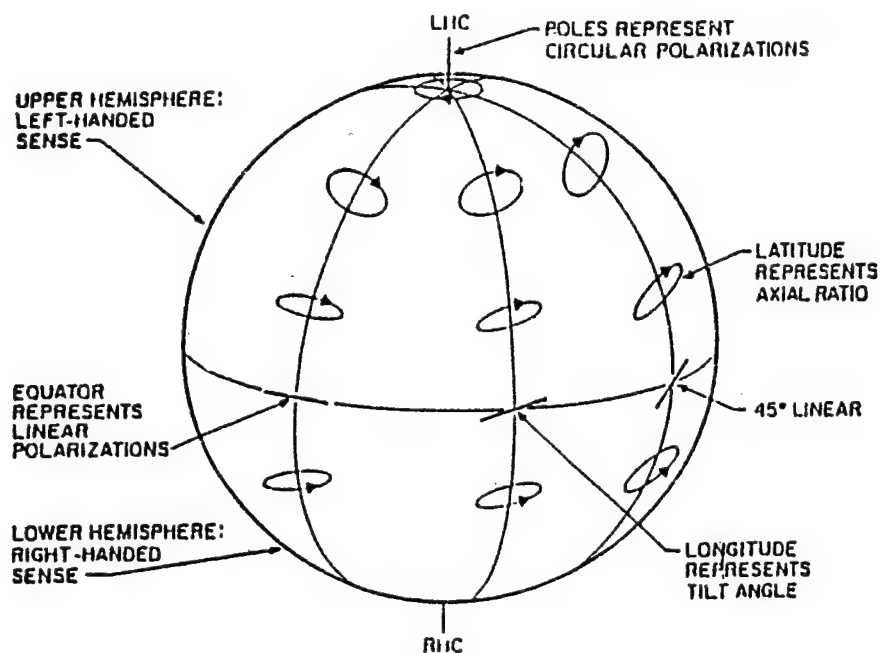 LHC
POLES REPRESENT
CIRCULAR POLARIZATIONS
UPPER HEMISPHERE:
LEFT-HANDED
SENSE
LATITUDE
REPRESENTS
AXIAL RATIO
EQUATOR
REPRESENTS
LINEAR
POLARIZATIONS
45° LINEAR
LOWER HEMISPHERE:
RIGHT-HANDED
SENSE
LONGITUDE
REPRESENTS
TILT ANGLE
RHC